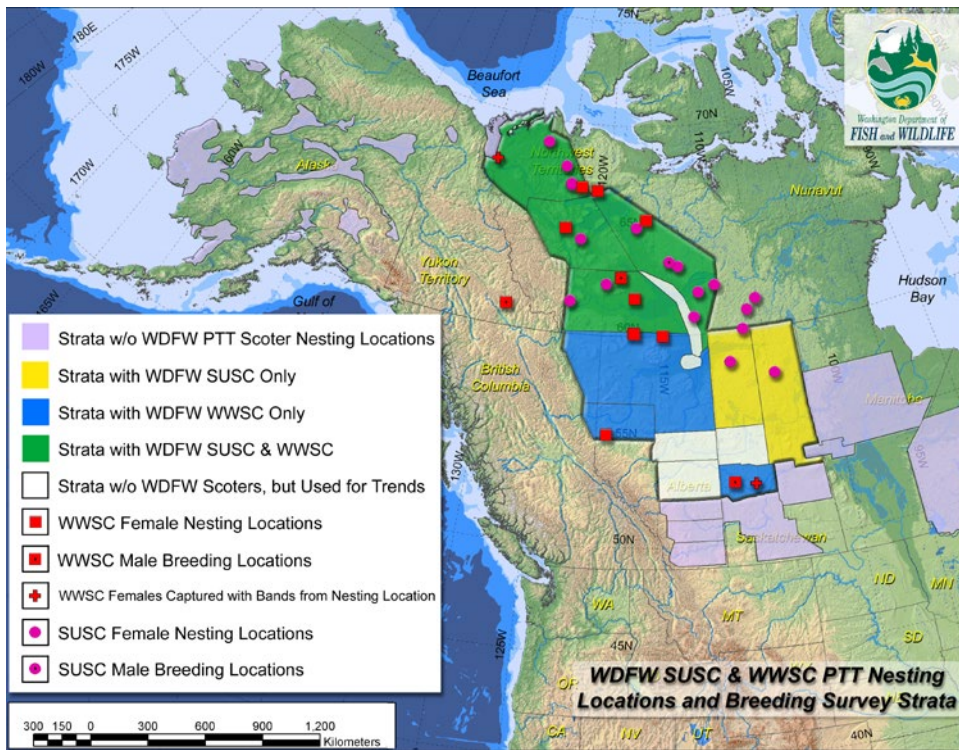 180E
75N
180W
175W
Beaufort
Sea
105W
70N
110W
Washington Department of
FISH and WILDLIFE
90W
170W
160W
Alaska
Northwest
Territories
120W
Nunavut
65N
Yukon
Territory
Hudson
Bay
165W
Gulf of
60N
115W
100W
British
Columbia
Manitoba
55N
95W
130W
Alberta
Saskatchewan
50N
Strata w/o WDFW PTT Scoter Nesting Locations
Strata with WDFW SUSC Only
Strata with WDFW WWSC Only
Strata with WDFW SUSC & WWSC
Strata w/o WDFW Scoters, but Used for Trends
WWSC Female Nesting Locations
WWSC Male Breeding Locations
WWSC Females Captured with Bands from Nesting Location
SUSC Female Nesting Locations
SUSC Male Breeding Locations
ND
MN
WA
MT
125W
45N
SD
OR
WDFW SUSC & WWSC PTT Nesting
Locations and Breeding Survey Strata
300 150 0 300 600 900 1,200
Kilometers
CA
NV
UT
40N